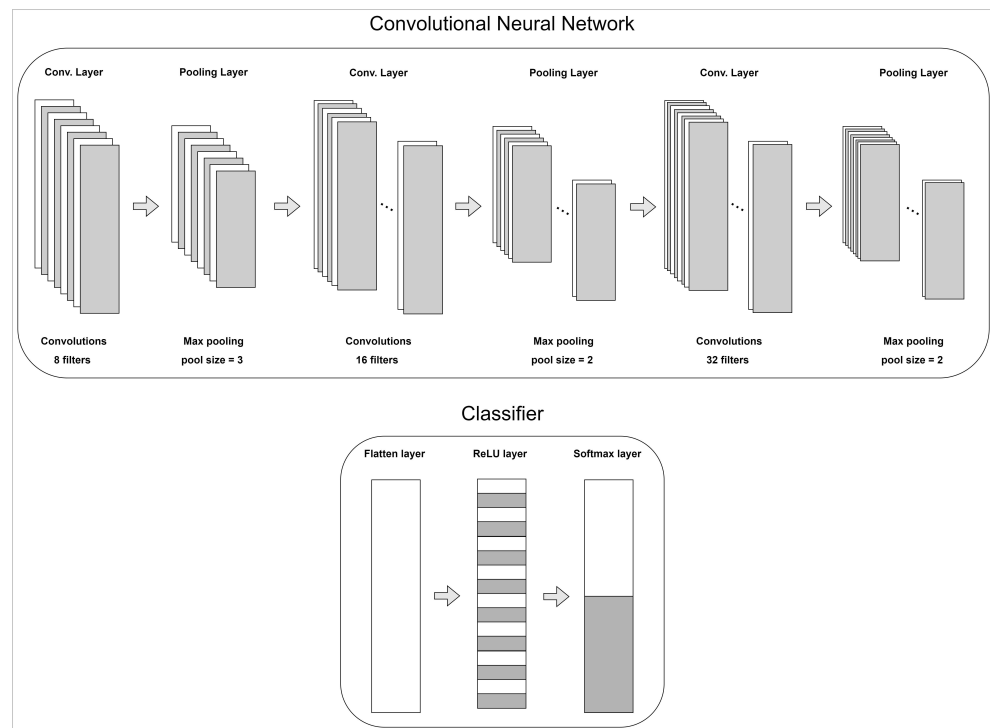 Convolutional Neural Network
Conv. Layer
Pooling Layer
Conv. Layer
Pooling Layer
Conv. Layer
Pooling Layer
Convolutions
8 filters
Max pooling
pool size = 3
Convolutions
16 filters
Max pooling
pool size = 2
Convolutions
32 filters
Max pooling
pool size = 2
Classifier
Flatten layer
ReLU layer
Softmax layer